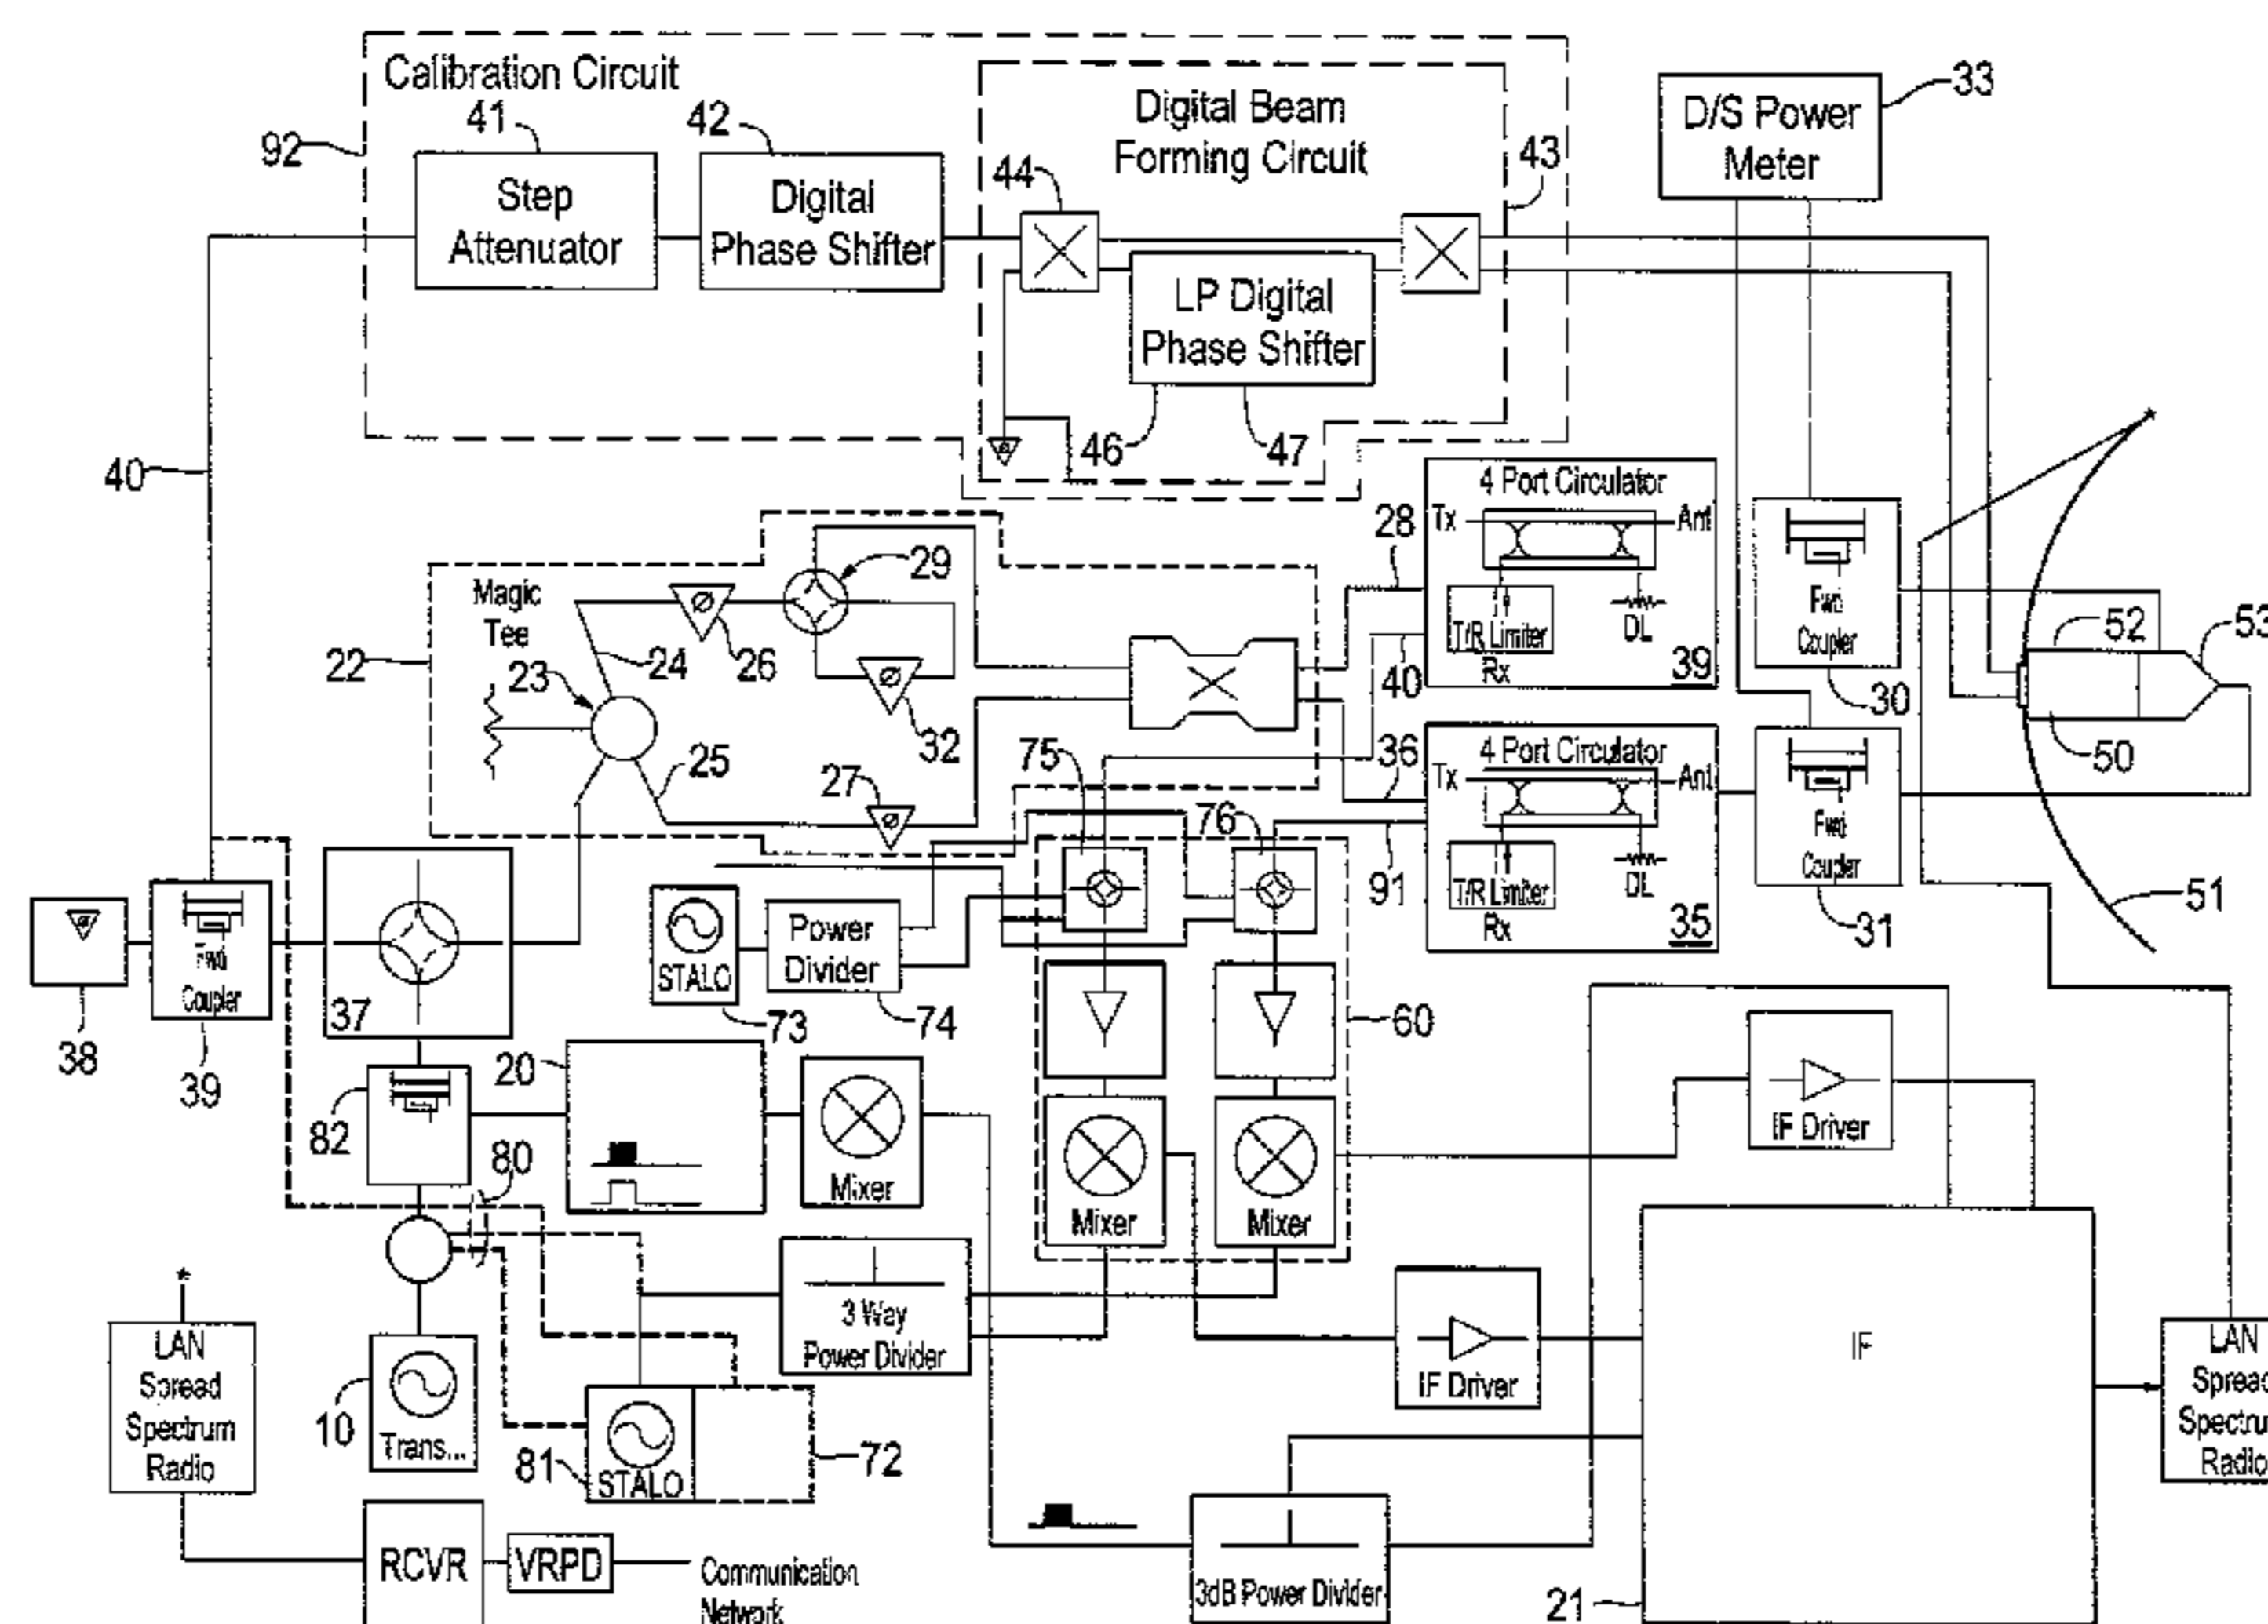 Calibration Circuit
92
41
Step
Attenuator
42
Digital
Phase Shifter
Digital Beam
Forming Circuit
44
43
LP Digital
Phase Shifter
46
47
33
D/S Power
Meter
40
22
Magic
Tee
23
24
25
26
27
29
32
28
4 Port Circulator
Tx
Ant
T/R Limiter
Rx
DL
39
40
36
4 Port Circulator
Tx
Ant
T/R Limiter
Rx
DL
35
91
Fwd
Coupler
30
Fwd
Coupler
31
52
53
50
51
75
76
38
Fwd
Coupler
39
37
STALO
73
Power
Divider
74
60
82
80
20
Mixer
Mixer
Mixer
IF Driver
3 Way
Power Divider
IF Driver
IF
LAN
Spread
Spectrum
Radio
10
Trans...
81
STALO
72
RCVR
VRPD
Communication
Network
3dB Power Divider
21
LAN
Sprea
Spectru
Radio